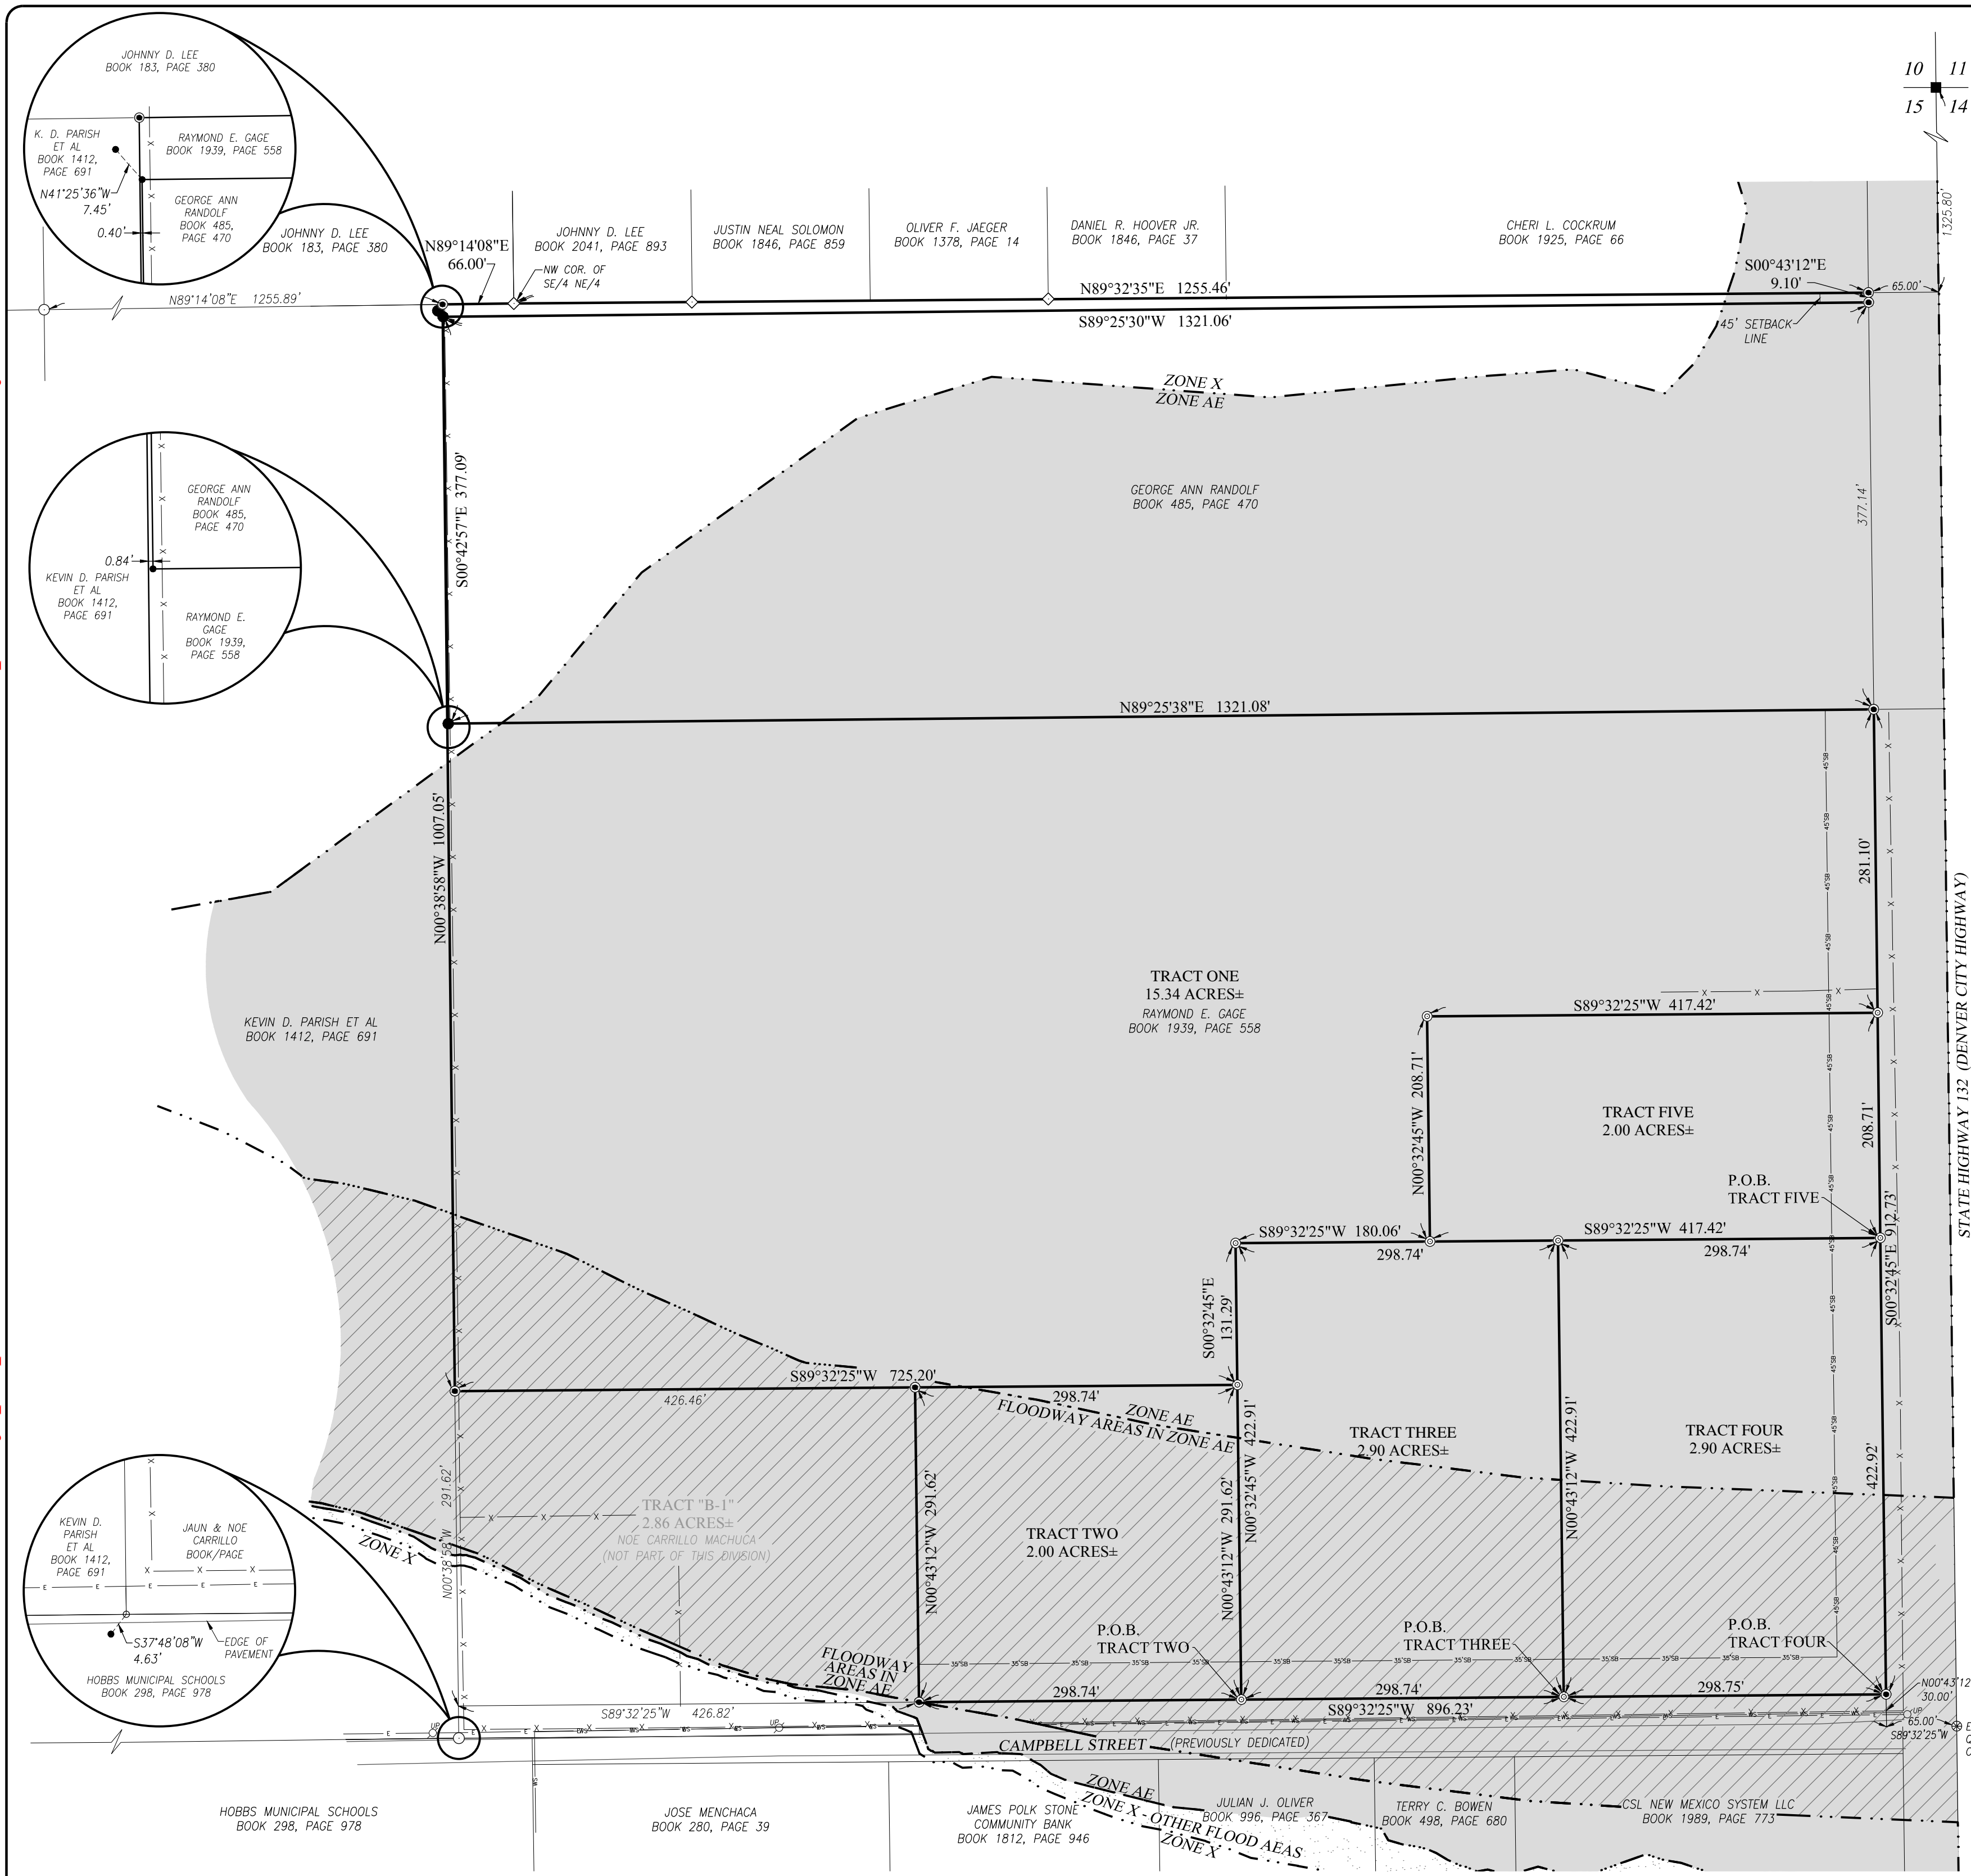 JOHNNY D. LEE
BOOK 183, PAGE 380
K. D. PARISH
ET AL
BOOK 1412,
PAGE 691
RAYMOND E. GAGE
BOOK 1939, PAGE 558
N41°25'36"W
7.45'
GEORGE ANN
RANDOLF
BOOK 485,
PAGE 470
0.40'
10 11
15 14
1325.80'
JOHNNY D. LEE
BOOK 183, PAGE 380
N89°14'08"E
66.00'
JOHNNY D. LEE
BOOK 2041, PAGE 893
NW COR. OF
SE/4 NE/4
JUSTIN NEAL SOLOMON
BOOK 1846, PAGE 859
OLIVER F. JAEGER
BOOK 1378, PAGE 14
DANIEL R. HOOVER JR.
BOOK 1846, PAGE 37
CHERI L. COCKRUM
BOOK 1925, PAGE 66
S00°43'12"E
9.10'
65.00'
N89°14'08"E 1255.89'
N89°32'35"E 1255.46'
S89°25'30"W 1321.06'
45' SETBACK
LINE
ZONE X
ZONE AE
S00°42'57"E 377.09'
377.14'
GEORGE ANN RANDOLF
BOOK 485, PAGE 470
GEORGE ANN
RANDOLF
BOOK 485,
PAGE 470
0.84'
KEVIN D. PARISH
ET AL
BOOK 1412,
PAGE 691
RAYMOND E.
GAGE
BOOK 1939,
PAGE 558
N89°25'38"E 1321.08'
N00°38'58"W 1007.05'
281.10'
STATE HIGHWAY 132 (DENVER CITY HIGHWAY)
TRACT ONE
15.34 ACRES±
RAYMOND E. GAGE
BOOK 1939, PAGE 558
KEVIN D. PARISH ET AL
BOOK 1412, PAGE 691
S89°32'25"W 417.42'
N00°32'45"W 208.71'
TRACT FIVE
2.00 ACRES±
208.71'
P.O.B.
TRACT FIVE
S00°32'45"E 912.73'
S89°32'25"W 180.06'
298.74'
S89°32'25"W 417.42'
298.74'
S00°32'45"E
131.29'
S89°32'25"W 725.20'
426.46'
298.74'
ZONE AE
FLOODWAY AREAS IN ZONE AE
N00°32'45"W 422.91'
TRACT THREE
2.90 ACRES±
N00°43'12"W 422.91'
TRACT FOUR
2.90 ACRES±
422.92'
N00°38'58"W 291.62'
TRACT "B-1"
2.86 ACRES±
NOE CARRILLO MACHUCA
(NOT PART OF THIS DIVISION)
N00°43'12"W 291.62'
TRACT TWO
2.00 ACRES±
N00°43'12"W 291.62'
ZONE X
KEVIN D.
PARISH
ET AL
BOOK 1412,
PAGE 691
JAUN & NOE
CARRILLO
BOOK/PAGE
S37°48'08"W
4.63'
EDGE OF
PAVEMENT
HOBBS MUNICIPAL SCHOOLS
BOOK 298, PAGE 978
FLOODWAY
AREAS IN
ZONE AE
P.O.B.
TRACT TWO
P.O.B.
TRACT THREE
P.O.B.
TRACT FOUR
298.74'
298.74'
298.75'
S89°32'25"W 426.82'
S89°32'25"W 896.23'
N00°43'12
30.00'
65.00'
S89°32'25"W
UP
UP
UP
CAMPBELL STREET (PREVIOUSLY DEDICATED)
ZONE AE
ZONE X - OTHER FLOOD AEAS
ZONE X
HOBBS MUNICIPAL SCHOOLS
BOOK 298, PAGE 978
JOSE MENCHACA
BOOK 280, PAGE 39
JAMES POLK STONE
COMMUNITY BANK
BOOK 1812, PAGE 946
JULIAN J. OLIVER
BOOK 996, PAGE 367
TERRY C. BOWEN
BOOK 498, PAGE 680
CSL NEW MEXICO SYSTEM LLC
BOOK 1989, PAGE 773